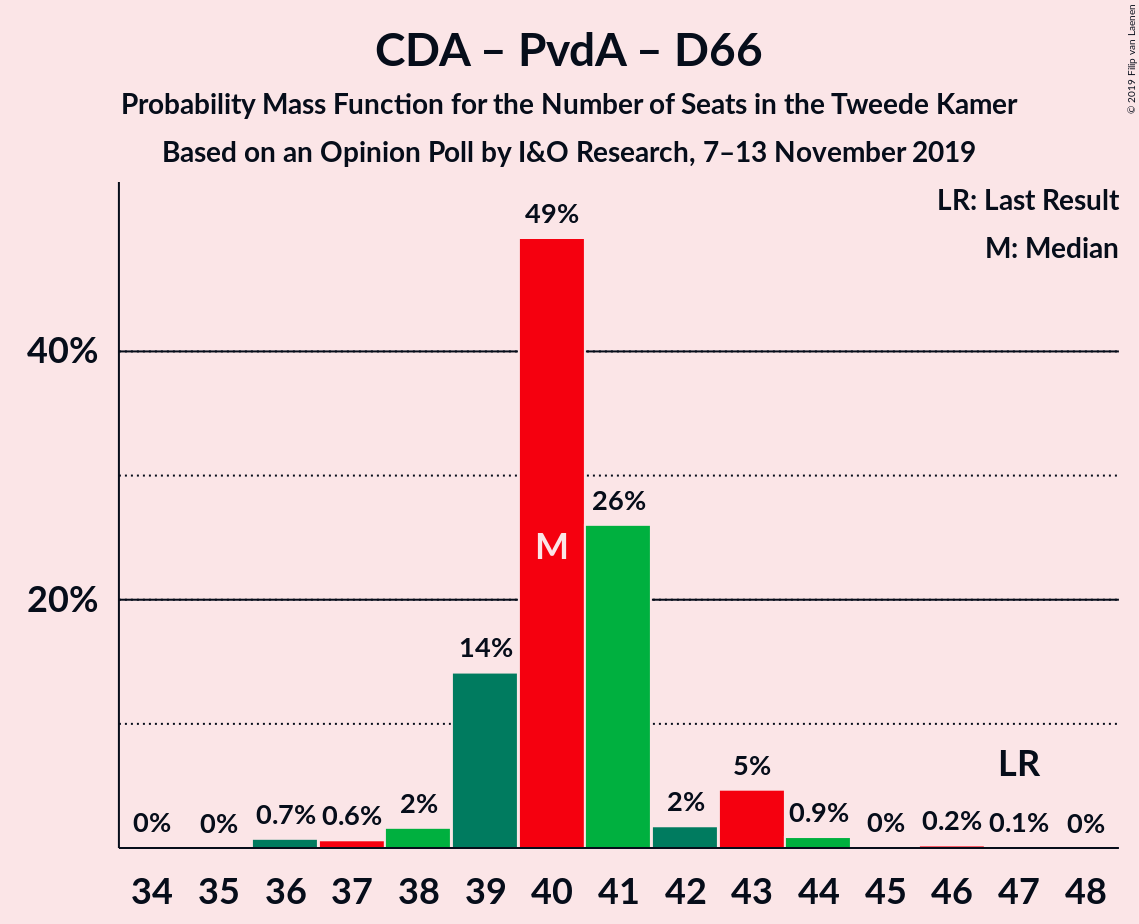 CDA – PvdA – D66
Probability Mass Function for the Number of Seats in the Tweede Kamer
Based on an Opinion Poll by I&O Research, 7–13 November 2019
© 2019 Filip van Laenen
LR: Last Result
M: Median
49%
40%
26%
M
20%
14%
LR
5%
0% 0% 0.7% 0.6% 2% 2% 0.9% 0% 0.2% 0.1% 0%
34 35 36 37 38 39 40 41 42 43 44 45 46 47 48